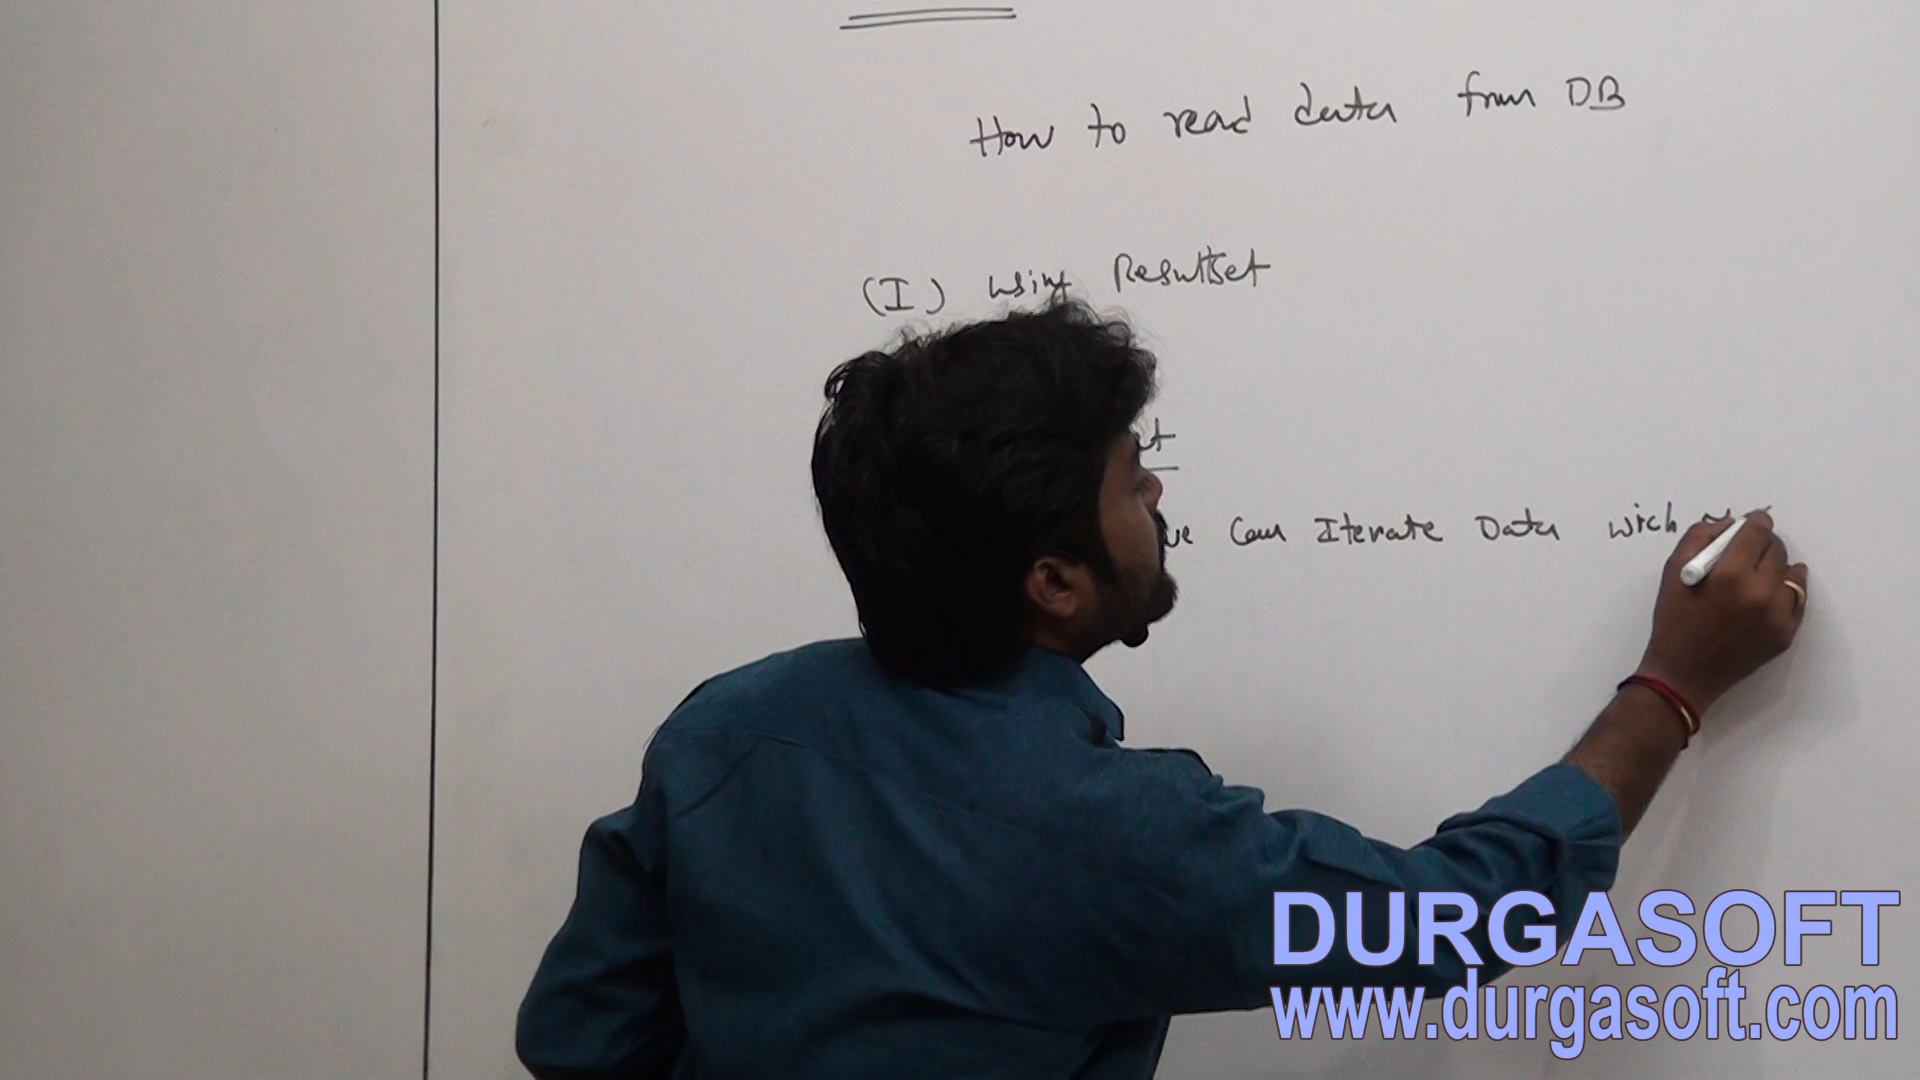 How to read data from DB
(I) using Resultset
we can Iterate Data with
DURGASOFT
www.durgasoft.com